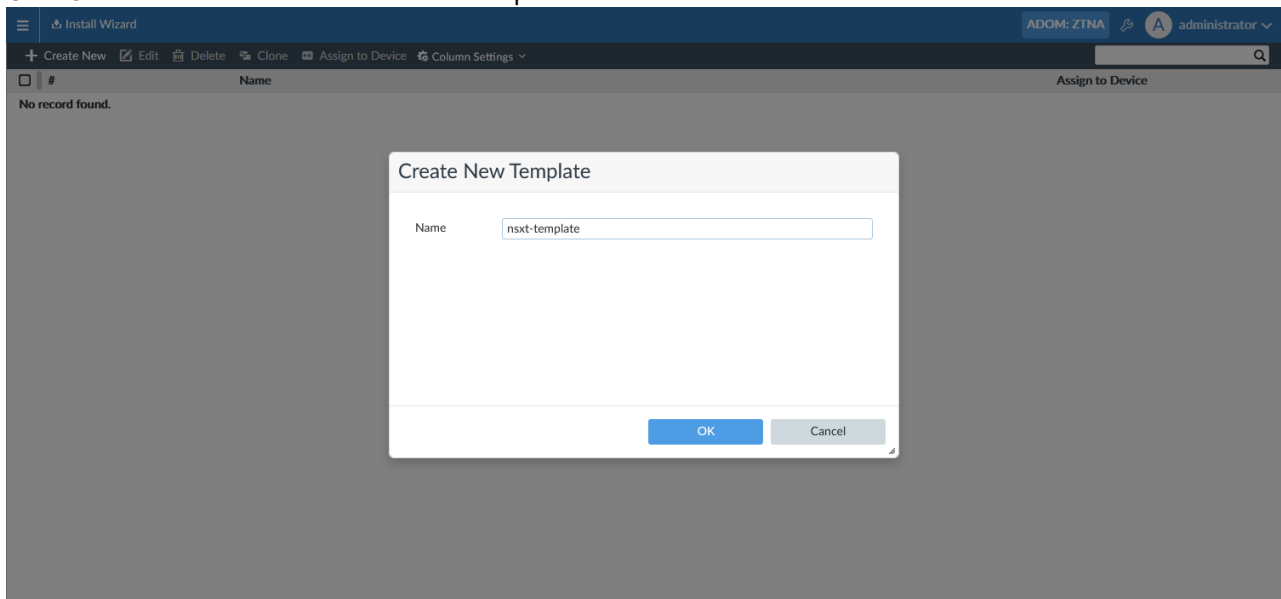 Install Wizard
ADOM: ZTNA
A
administrator
Create New
Edit
Delete
Clone
Assign to Device
Column Settings
#
Name
Assign to Device
No record found.
Create New Template
Name
nsxt-template
OK
Cancel